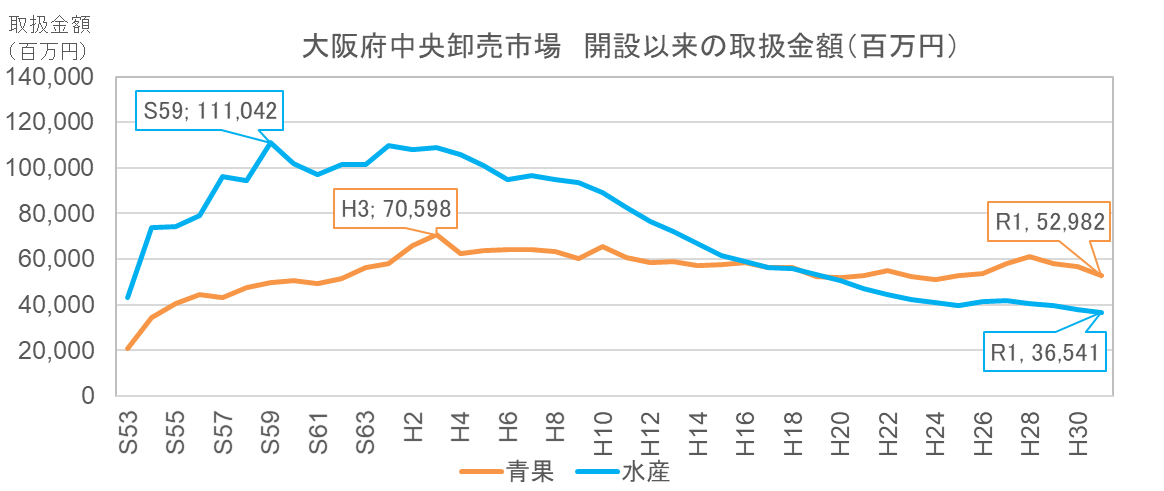 取扱金額
（百万円）
大阪府中央卸売市場　開設以来の取扱金額（百万円）
140,000
120,000
100,000
80,000
60,000
40,000
20,000
0
S59; 111,042
H3; 70,598
R1, 52,982
R1, 36,541
S53
S55
S57
S59
S61
S63
H2
H4
H6
H8
H10
H12
H14
H16
H18
H20
H22
H24
H26
H28
H30
青果
水産